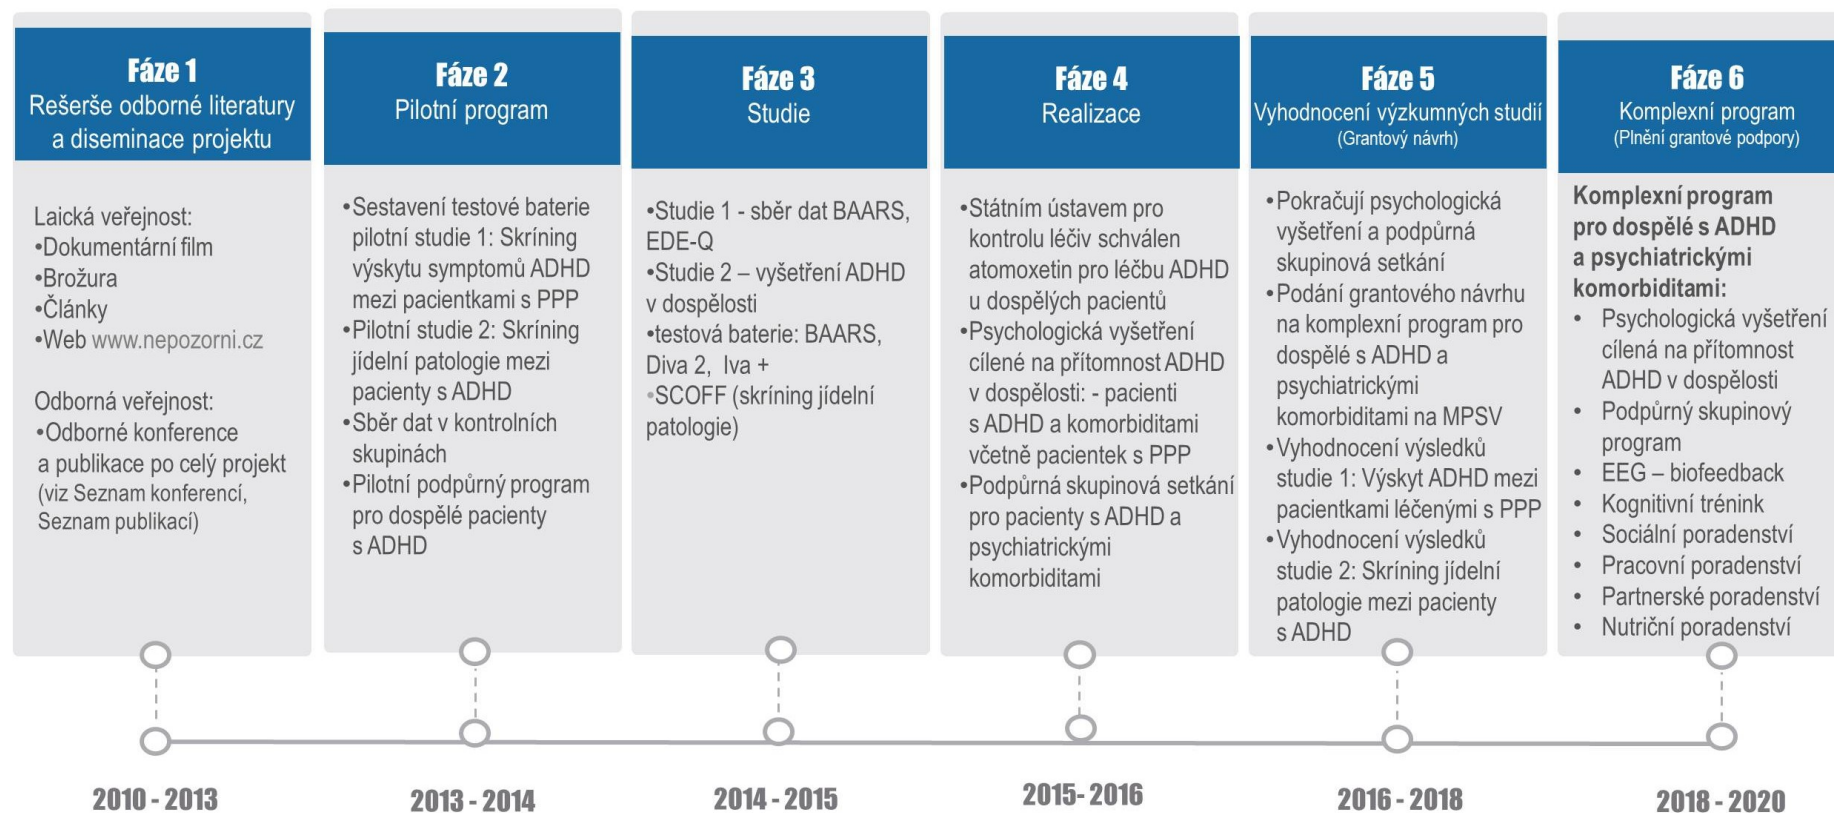 Fáze 1
Rešerše odborné literatury
a diseminace projektu
Laická veřejnost:
•Dokumentární film
•Brožura
•Články
•Web www.nepozorni.cz
Odborná veřejnost:
•Odborné konference
a publikace po celý projekt
(viz Seznam konferencí,
Seznam publikací)
2010 - 2013
Fáze 2
Pilotní program
•Sestavení testové baterie
pilotní studie 1: Skríning
výskytu symptomů ADHD
mezi pacientkami s PPP
•Pilotní studie 2: Skríning
jídelní patologie mezi
pacienty s ADHD
•Sběr dat v kontrolních
skupinách
•Pilotní podpůrný program
pro dospělé pacienty
s ADHD
2013 - 2014
Fáze 3
Studie
•Studie 1 - sběr dat BAARS,
EDE-Q
•Studie 2 – vyšetření ADHD
v dospělosti
•testová baterie: BAARS,
Diva 2, Iva +
•SCOFF (skríning jídelní
patologie)
2014 - 2015
Fáze 4
Realizace
•Státním ústavem pro
kontrolu léčiv schválen
atomoxetin pro léčbu ADHD
u dospělých pacientů
•Psychologická vyšetření
cílené na přítomnost ADHD
v dospělosti: - pacienti
s ADHD a komorbiditami
včetně pacientek s PPP
•Podpůrná skupinová setkání
pro pacienty s ADHD a
psychiatrickými
komorbiditami
2015- 2016
Fáze 5
Vyhodnocení výzkumných studií
(Grantový návrh)
•Pokračují psychologická
vyšetření a podpůrná
skupinová setkání
•Podání grantového návrhu
na komplexní program pro
dospělé s ADHD a
psychiatrickými
komorbiditami na MPSV
•Vyhodnocení výsledků
studie 1: Výskyt ADHD mezi
pacientkami léčenými s PPP
•Vyhodnocení výsledků
studie 2: Skríning jídelní
patologie mezi pacienty
s ADHD
2016 - 2018
Fáze 6
Komplexní program
(Plnění grantové podpory)
Komplexní program
pro dospělé s ADHD
a psychiatrickými
komorbiditami:
• Psychologická vyšetření
cílená na přítomnost
ADHD v dospělosti
• Podpůrný skupinový
program
• EEG – biofeedback
• Kognitivní trénink
• Sociální poradenství
• Pracovní poradenství
• Partnerské poradenství
• Nutriční poradenství
2018 - 2020